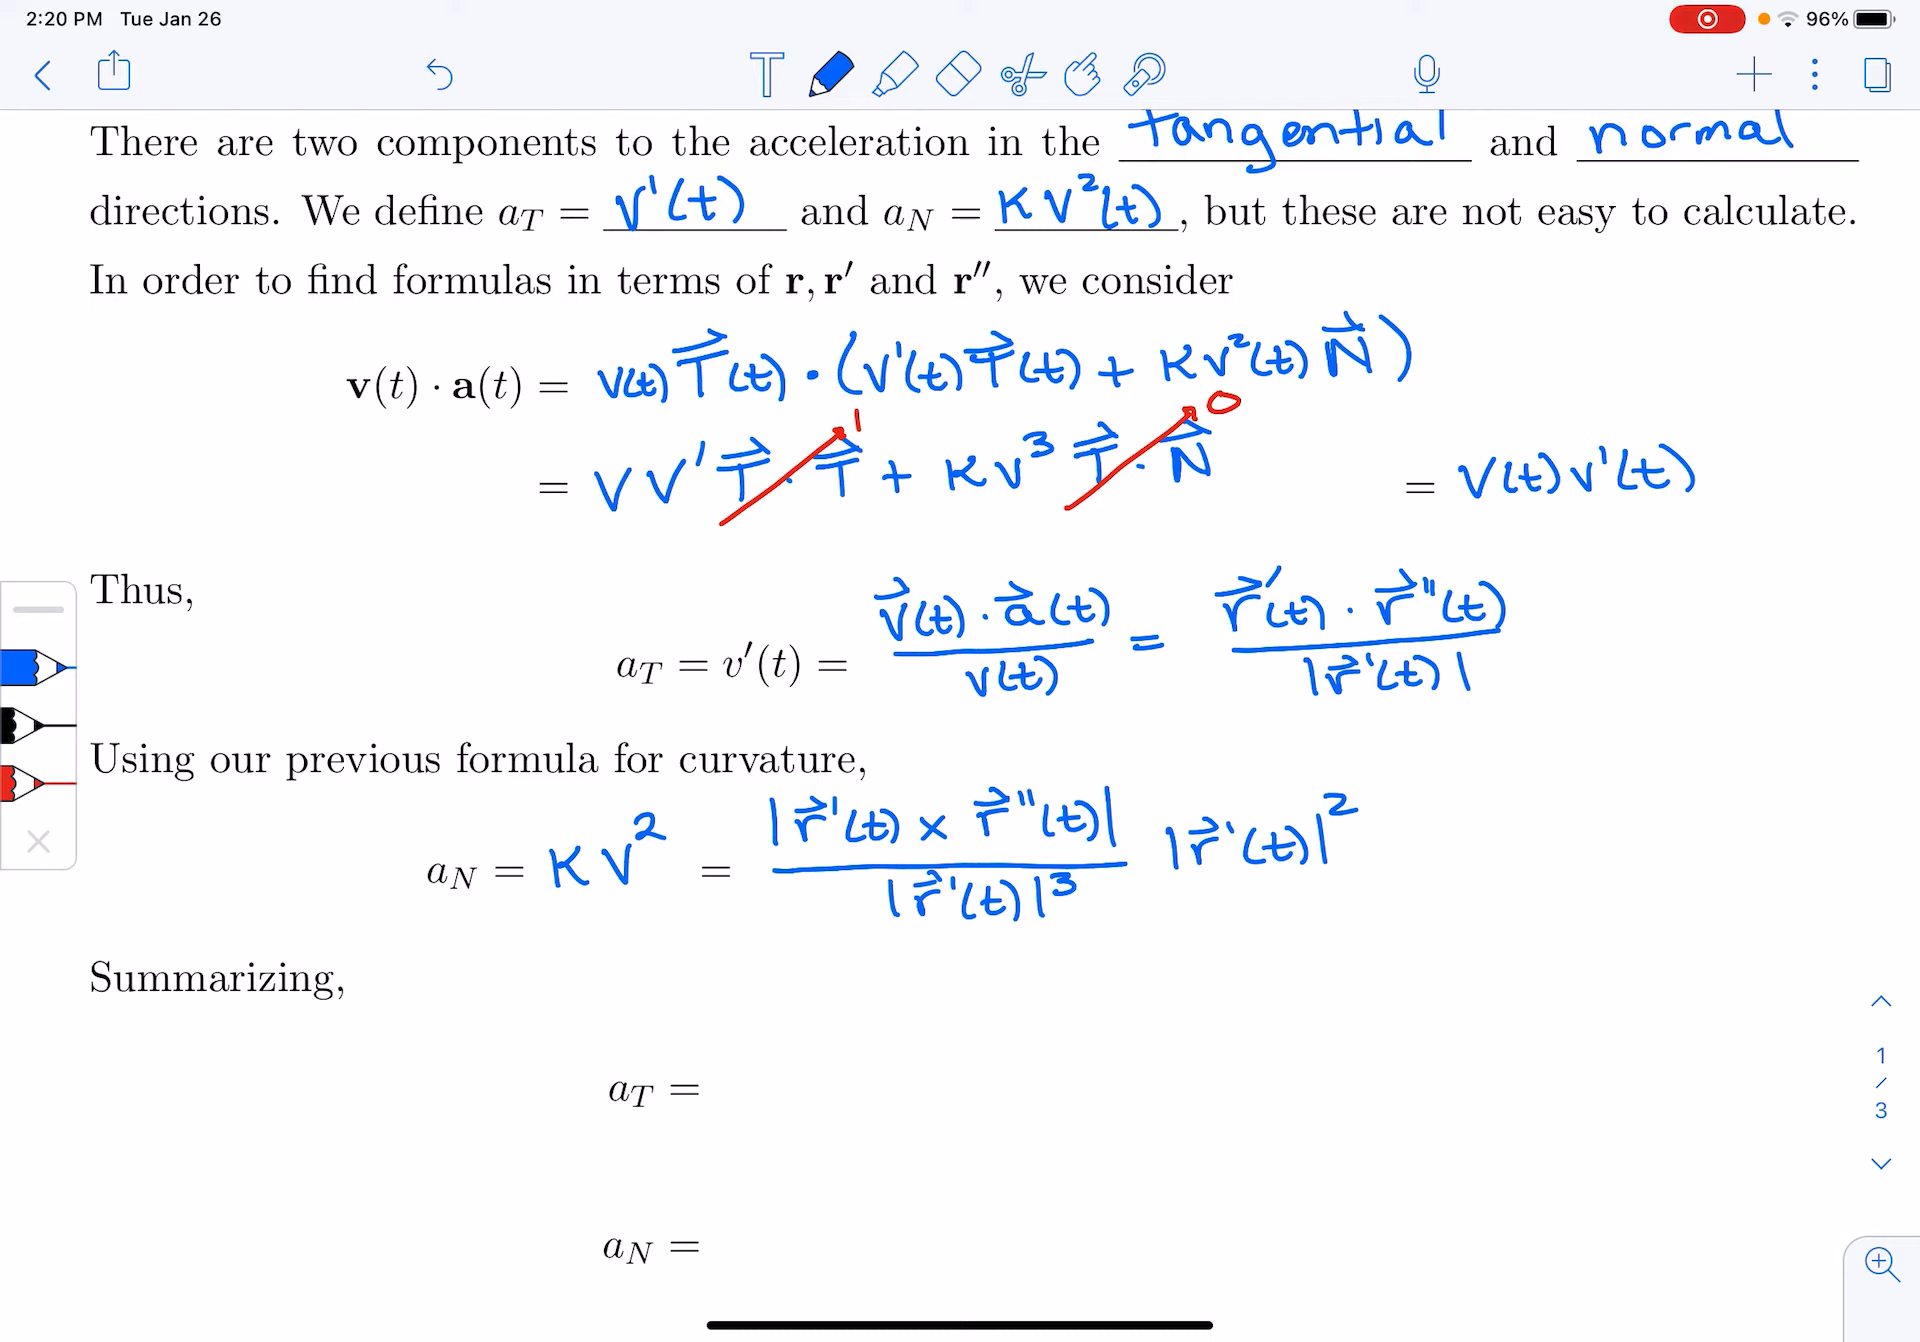 2:20 PM Tue Jan 26 96%
There are two components to the acceleration in the tangential and normal
directions. We define a_T = v'(t) and a_N = κv²(t), but these are not easy to calculate.
In order to find formulas in terms of r, r′ and r″, we consider
v(t) · a(t) = v(t) T⃗(t) · (v'(t) T⃗(t) + κv²(t) N⃗)
= v v' T⃗ · T⃗ 1 + κv³ T⃗ · N⃗ 0 = v(t) v'(t)
Thus,
a_T = v′(t) = v⃗(t) · a⃗(t) / v(t) = r⃗'(t) · r⃗''(t) / |r⃗'(t)|
Using our previous formula for curvature,
a_N = κv² = |r⃗'(t) × r⃗''(t)| / |r⃗'(t)|³ |r⃗'(t)|²
Summarizing,
a_T =
a_N =
1
/
3